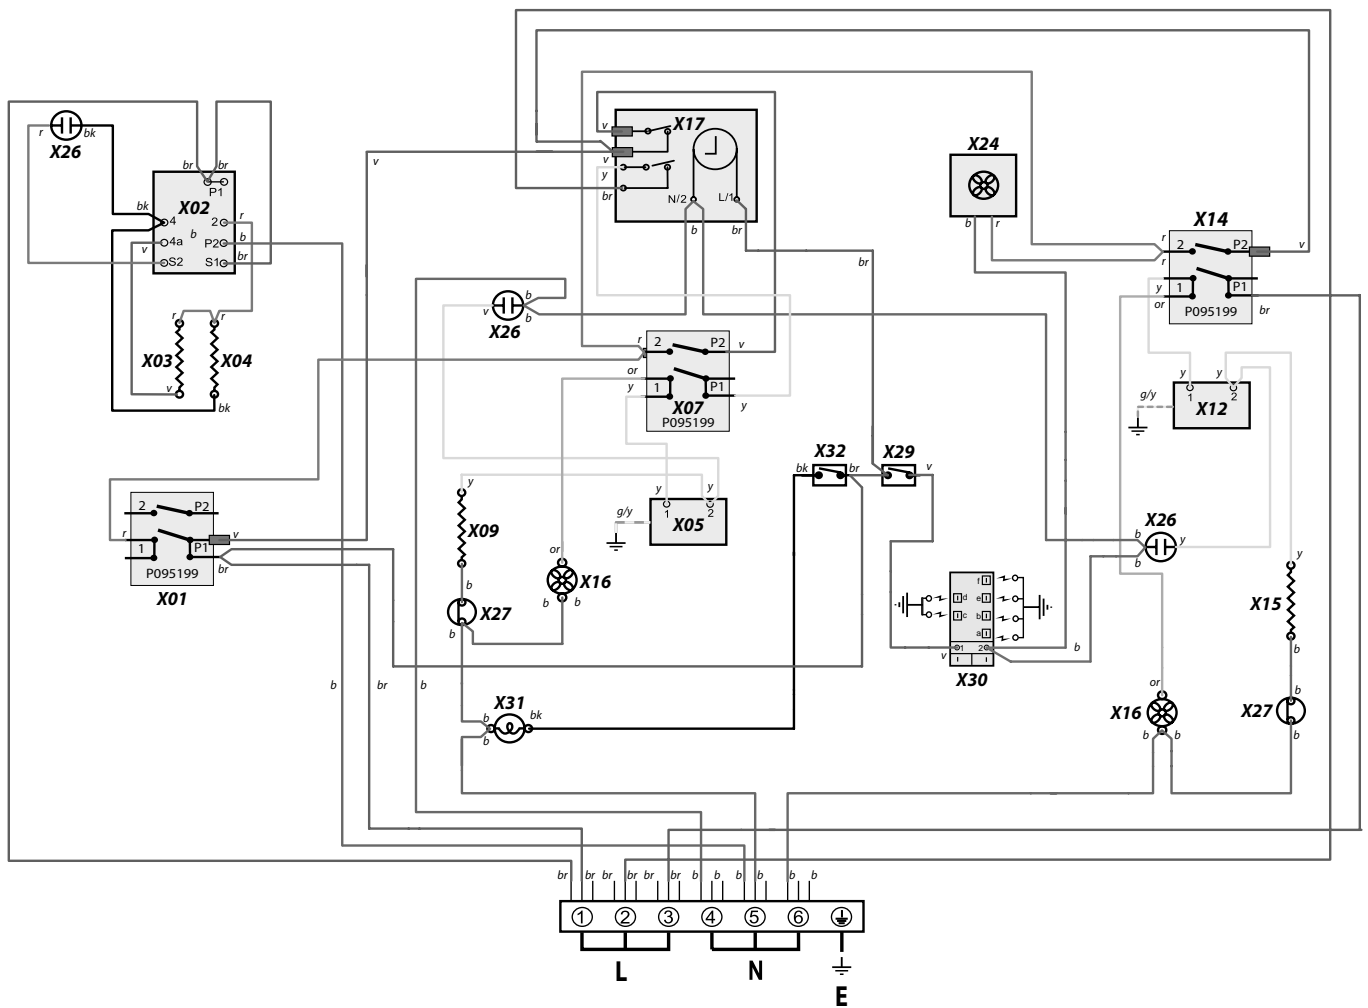 r
bk
X26
br
br
P1
X02
bk
4
2
r
b
v
4a
P2
b
S2
S1
br
r
r
X03
X04
v
bk
v
v
X17
v
y
br
N/2
L/1
b
br
br
X24
b
r
X14
r
2
P2
v
r
y
1
P1
or
br
P095199
b
v
b
X26
r
2
P2
v
or
y
1
P1
y
X07
P095199
y
y
g/y
1
2
X12
X32
X29
bk
br
v
y
y
y
X09
g/y
1
2
X05
2
P2
r
v
1
P1
P095199
br
X01
or
X16
b
b
b
X27
b
X26
b
y
b
y
X15
b
f
d
e
c
b
a
1
2
v
b
X30
b
br
b
X31
b
bk
b
or
X16
b
b
b
X27
b
br
br
br
br
br
br
b
b
b
b
b
b
1
2
3
4
5
6
L
N
E